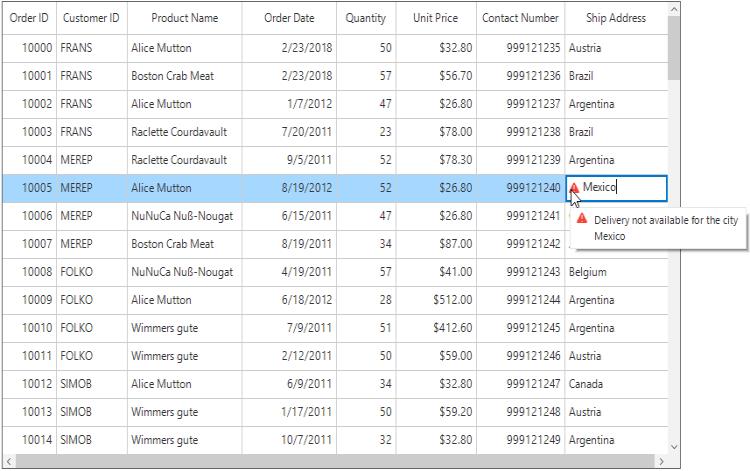 Order ID Customer ID Product Name Order Date Quantity Unit Price Contact Number Ship Address
10000 FRANS Alice Mutton 2/23/2018 50 $32.80 999121235 Austria
10001 FRANS Boston Crab Meat 2/23/2018 57 $56.70 999121236 Brazil
10002 FRANS Alice Mutton 1/7/2012 47 $26.80 999121237 Argentina
10003 FRANS Raclette Courdavault 7/20/2011 23 $78.00 999121238 Brazil
10004 MEREP Raclette Courdavault 9/5/2011 52 $78.30 999121239 Argentina
10005 MEREP Alice Mutton 8/19/2012 52 $26.80 999121240 Mexico
10006 MEREP NuNuCa Nuß-Nougat 6/15/2011 47 $26.80 999121241
Delivery not available for the city
Mexico
10007 MEREP Boston Crab Meat 8/19/2011 34 $87.00 999121242
10008 FOLKO NuNuCa Nuß-Nougat 4/19/2011 57 $41.00 999121243 Belgium
10009 FOLKO Alice Mutton 6/18/2012 28 $512.00 999121244 Argentina
10010 FOLKO Wimmers gute 7/9/2011 51 $412.60 999121245 Argentina
10011 FOLKO Wimmers gute 2/12/2011 50 $59.00 999121246 Austria
10012 SIMOB Alice Mutton 6/9/2011 34 $32.80 999121247 Canada
10013 SIMOB Wimmers gute 1/17/2011 50 $59.20 999121248 Austria
10014 SIMOB Wimmers gute 10/7/2011 32 $32.80 999121249 Argentina